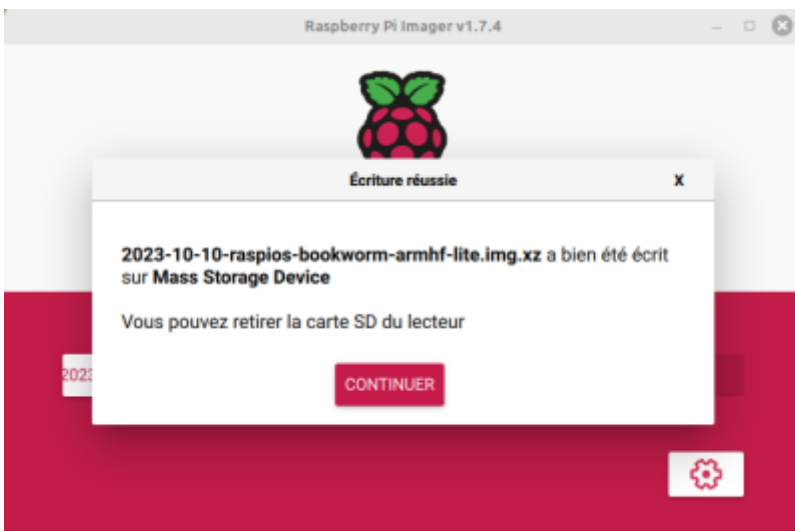 Raspberry Pi Imager v1.7.4
Écriture réussie
X
2023-10-10-raspios-bookworm-armhf-lite.img.xz a bien été écrit
sur Mass Storage Device
Vous pouvez retirer la carte SD du lecteur
2023
CONTINUER